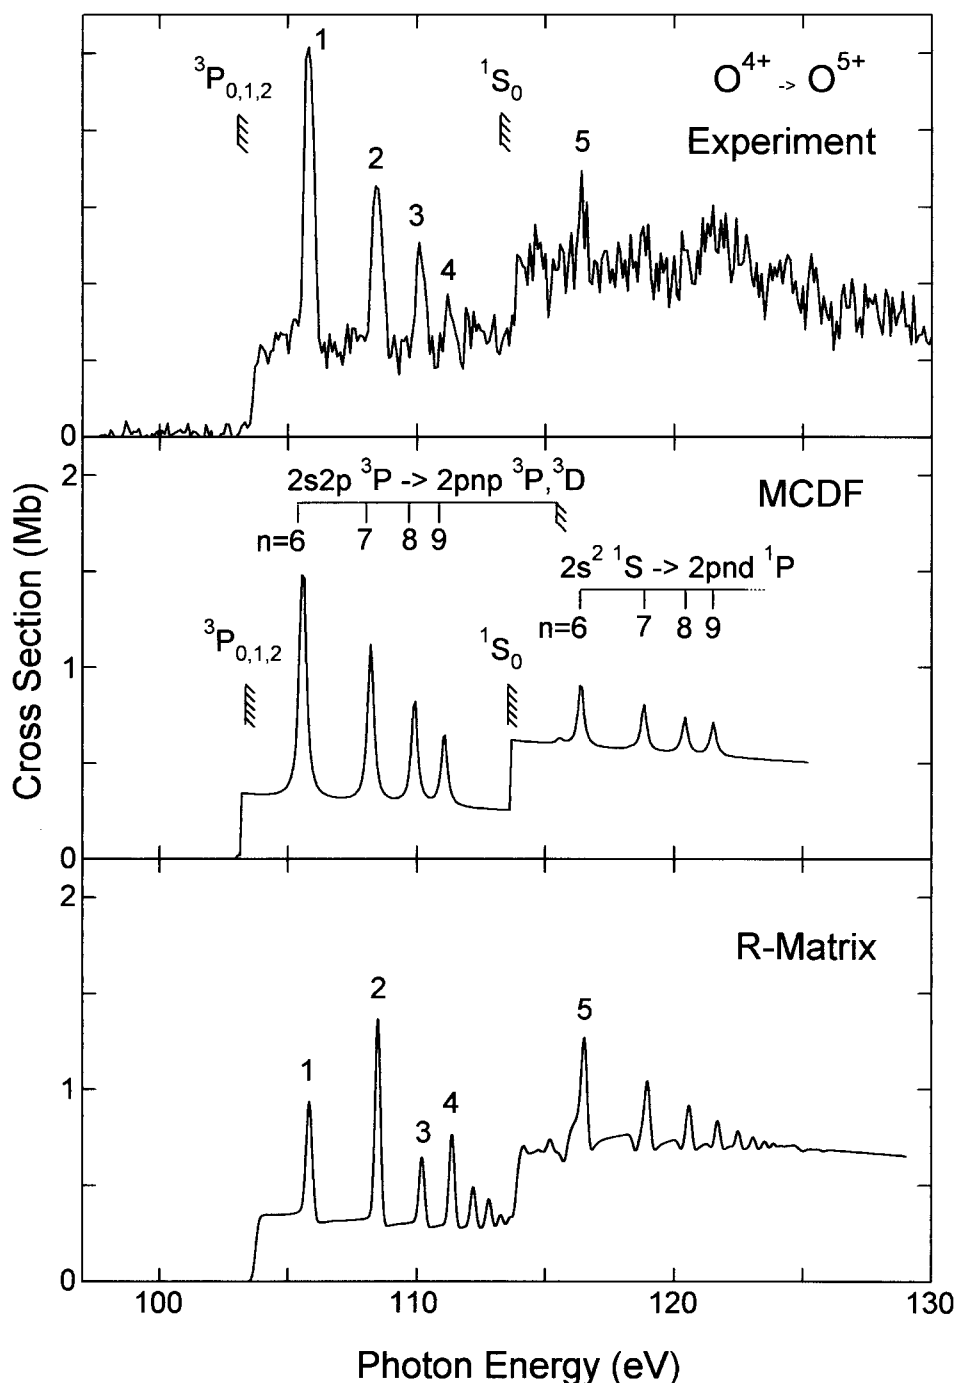 1
³P₀,₁,₂
¹S₀
O⁴⁺ -> O⁵⁺
Experiment
2
3
4
5
0
2s2p ³P -> 2pnp ³P,³D
MCDF
n=6 7 8 9
2s² ¹S -> 2pnd ¹P
n=6 7 8 9
³P₀,₁,₂
¹S₀
2
1
0
Cross Section (Mb)
R-Matrix
2
1
0
1
2
3
4
5
100 110 120 130
Photon Energy (eV)